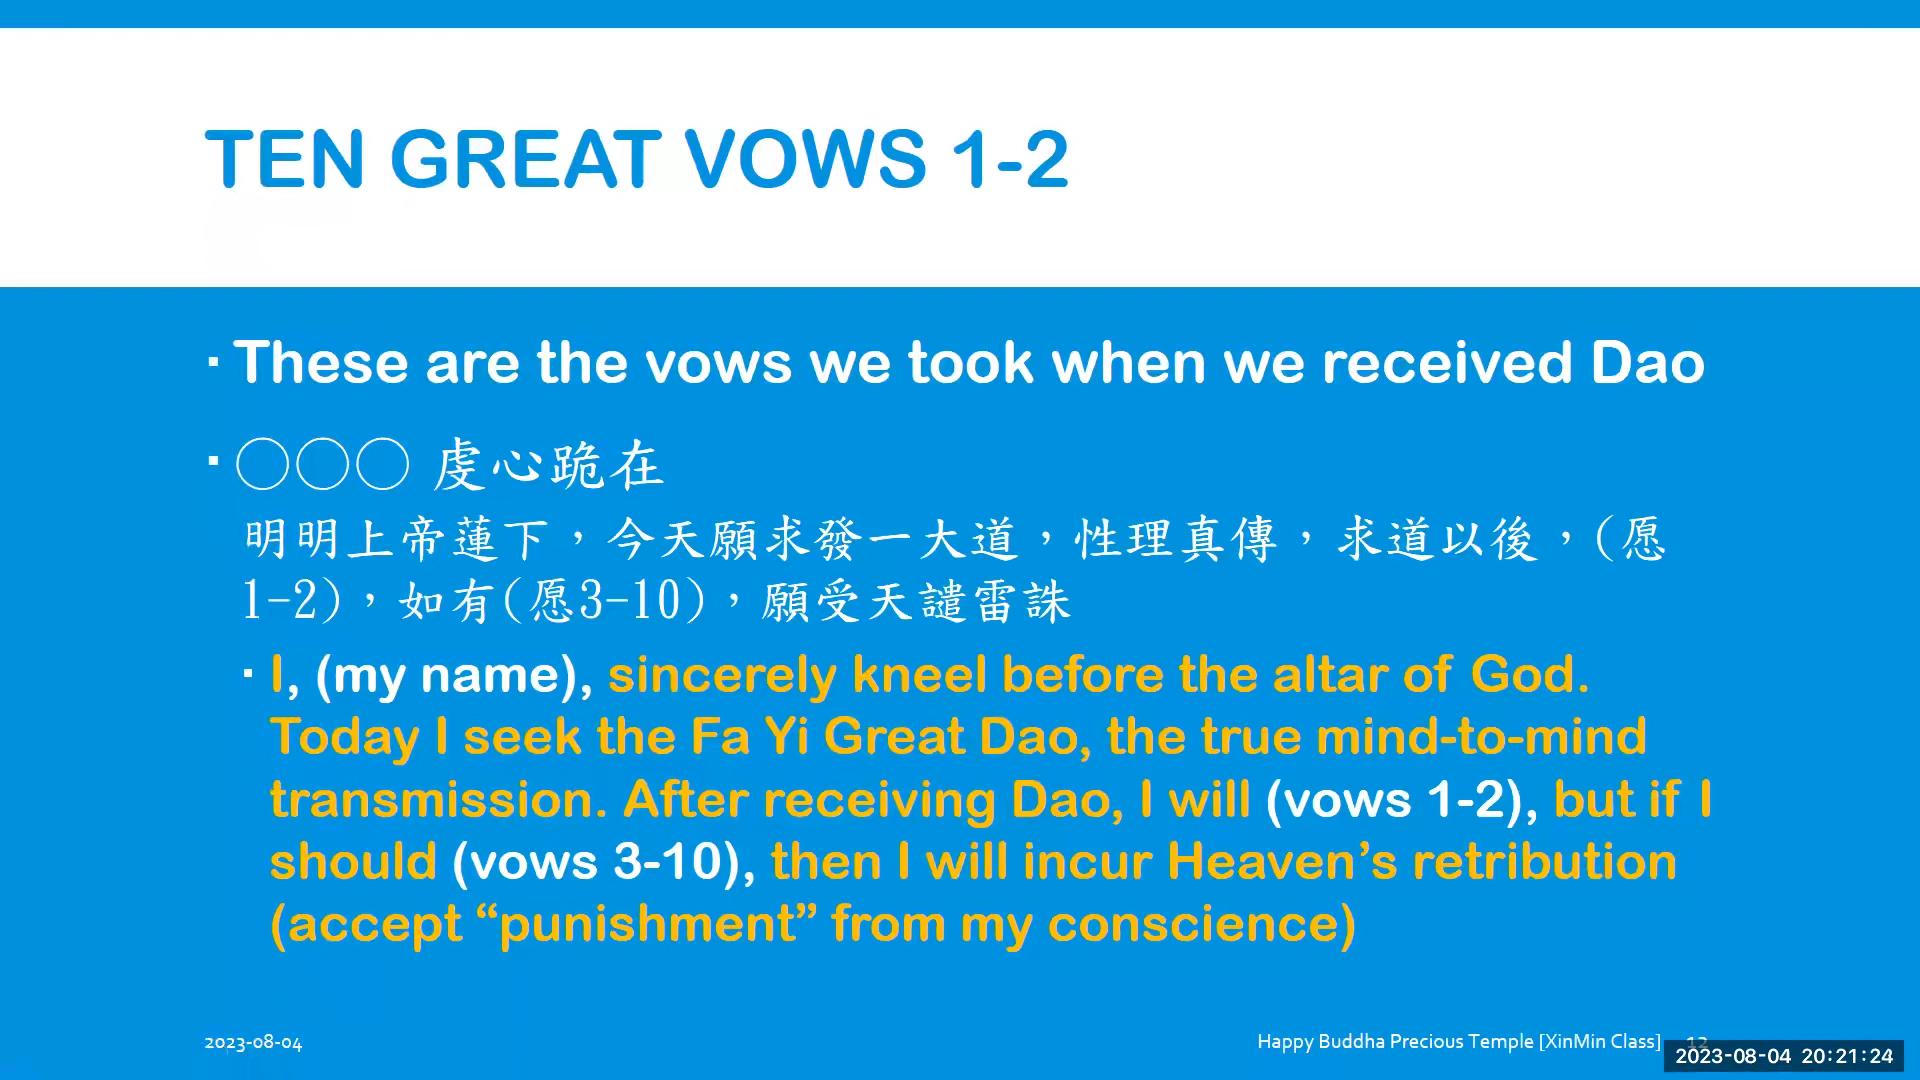 TEN GREAT VOWS 1-2
▪ These are the vows we took when we received Dao
▪ ◯◯◯ 虔心跪在
明明上帝蓮下，今天願求發一大道，性理真傳，求道以後，(愿
1-2)，如有(愿3-10)，願受天譴雷誅
▪ I, (my name), sincerely kneel before the altar of God.
Today I seek the Fa Yi Great Dao, the true mind-to-mind
transmission. After receiving Dao, I will (vows 1-2), but if I
should (vows 3-10), then I will incur Heaven’s retribution
(accept “punishment” from my conscience)
2023-08-04
Happy Buddha Precious Temple [XinMin Class]
12
2023-08-04 20:21:24